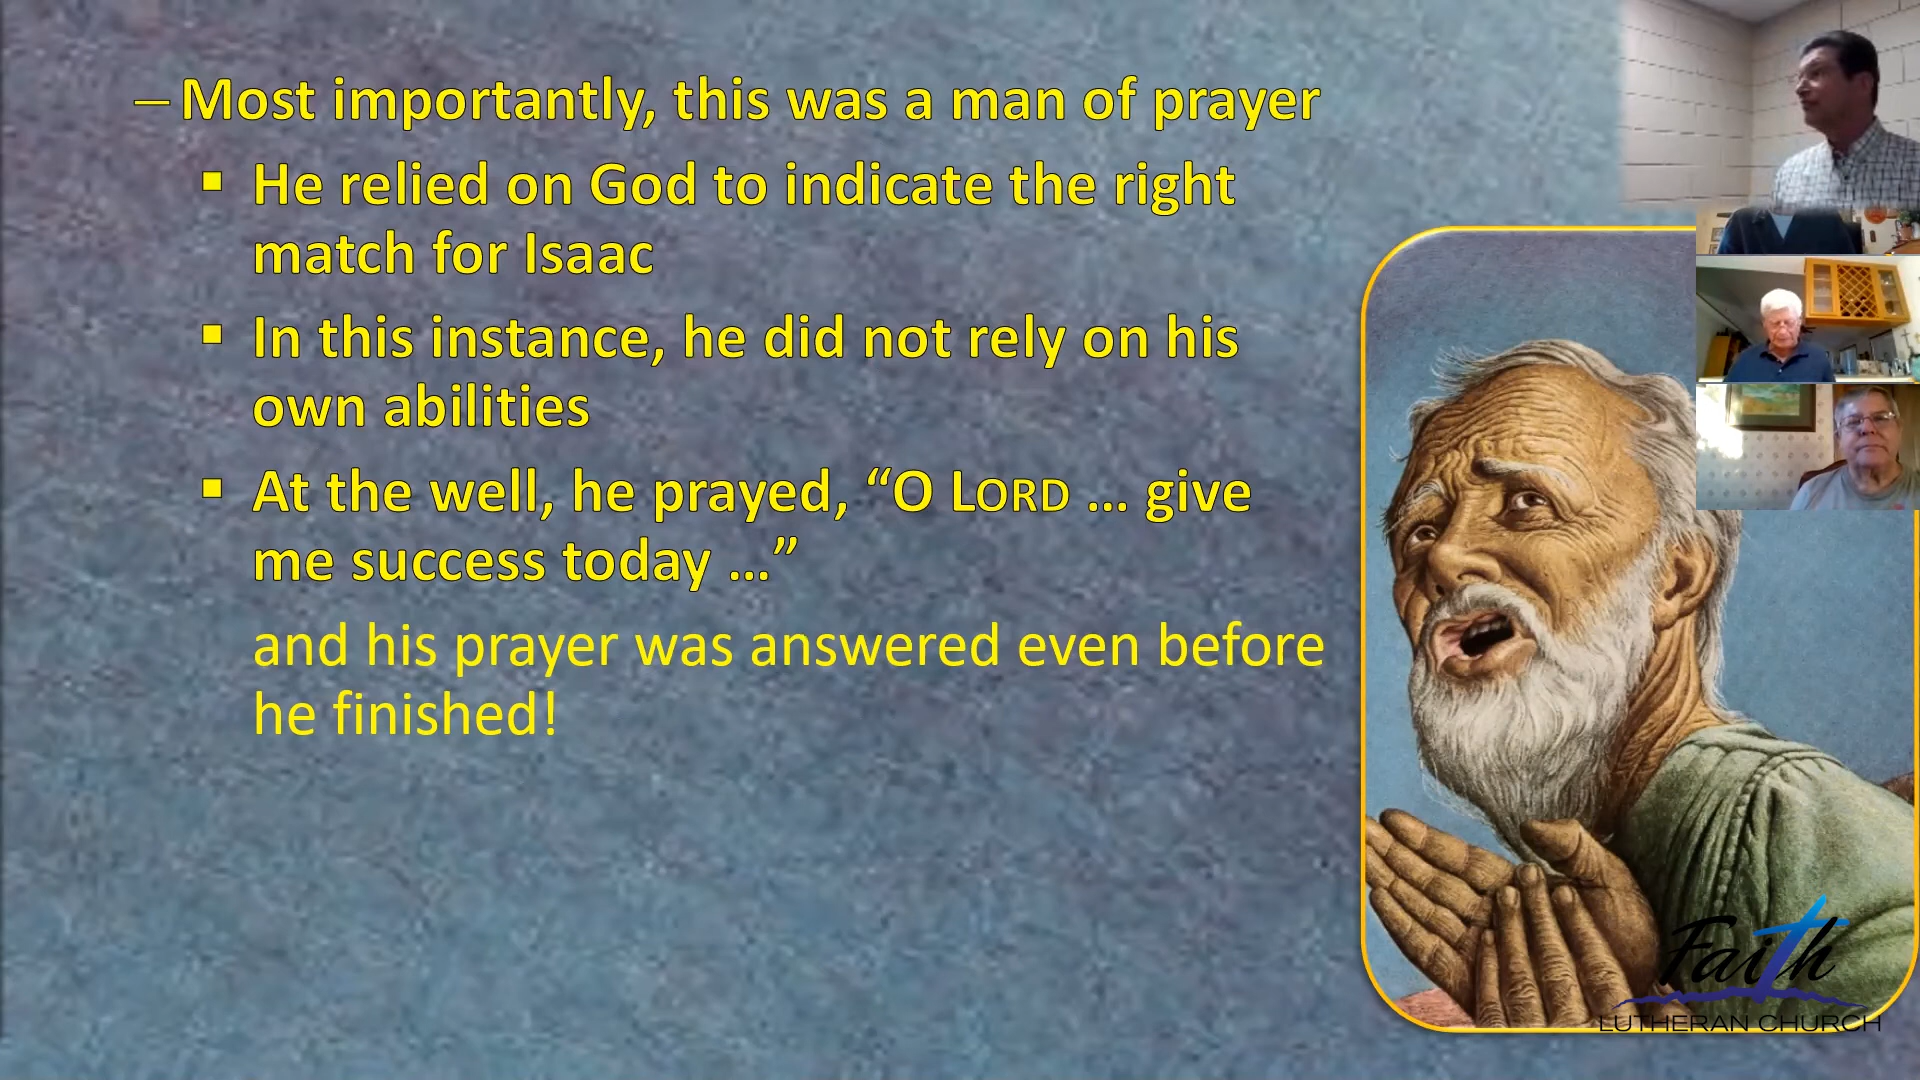 – Most importantly, this was a man of prayer
▪ He relied on God to indicate the right
match for Isaac
▪ In this instance, he did not rely on his
own abilities
▪ At the well, he prayed, “O LORD … give
me success today …”
and his prayer was answered even before
he finished!
Faith
LUTHERAN CHURCH